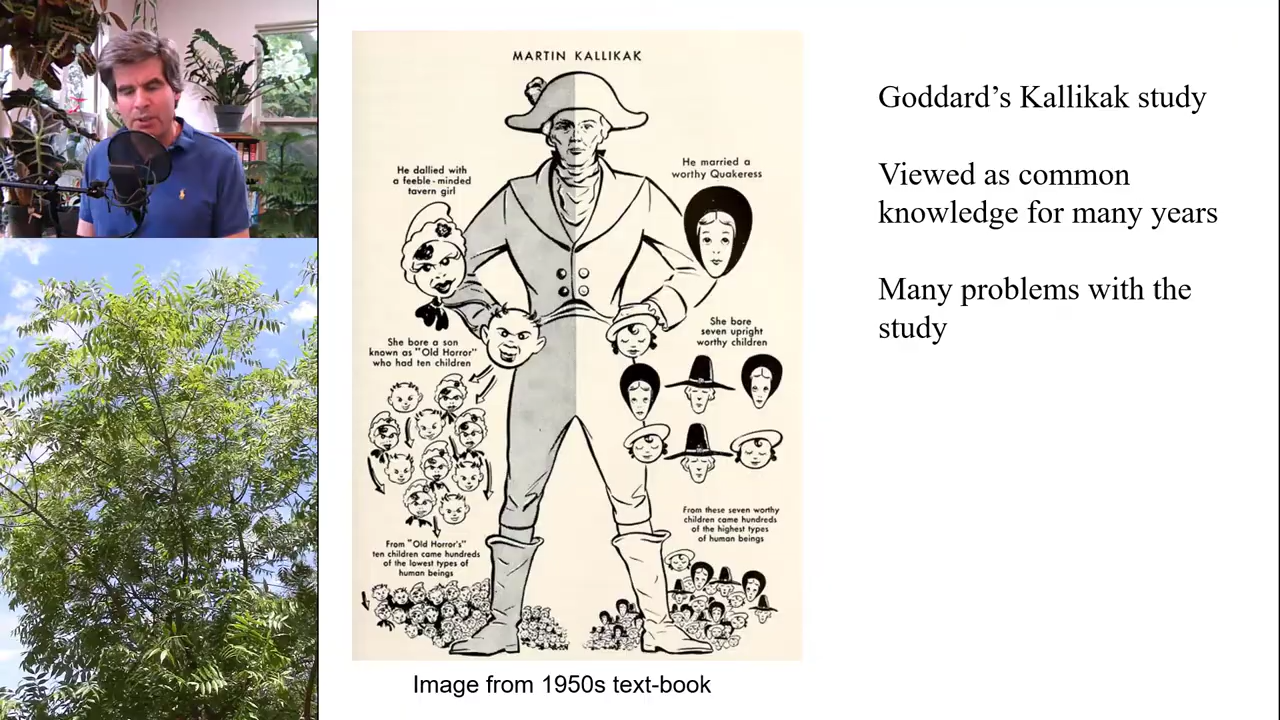 MARTIN KALLIKAK
He dallied with
a feeble-minded
tavern girl
He married a
worthy Quakeress
She bore a son
known as "Old Horror"
who had ten children
She bore
seven upright
worthy children
From "Old Horror's"
ten children came hundreds
of the lowest types of
human beings
From these seven worthy
children came hundreds
of the highest types
of human beings
Image from 1950s text-book
Goddard’s Kallikak study
Viewed as common
knowledge for many years
Many problems with the
study